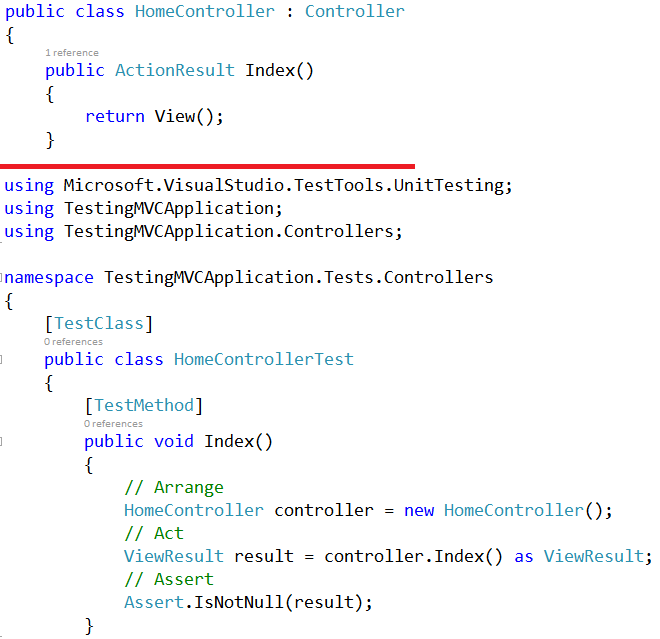 public class HomeController : Controller
{
1 reference
public ActionResult Index()
{
return View();
}
using Microsoft.VisualStudio.TestTools.UnitTesting;
using TestingMVCApplication;
using TestingMVCApplication.Controllers;
namespace TestingMVCApplication.Tests.Controllers
{
[TestClass]
0 references
public class HomeControllerTest
{
[TestMethod]
0 references
public void Index()
{
// Arrange
HomeController controller = new HomeController();
// Act
ViewResult result = controller.Index() as ViewResult;
// Assert
Assert.IsNotNull(result);
}